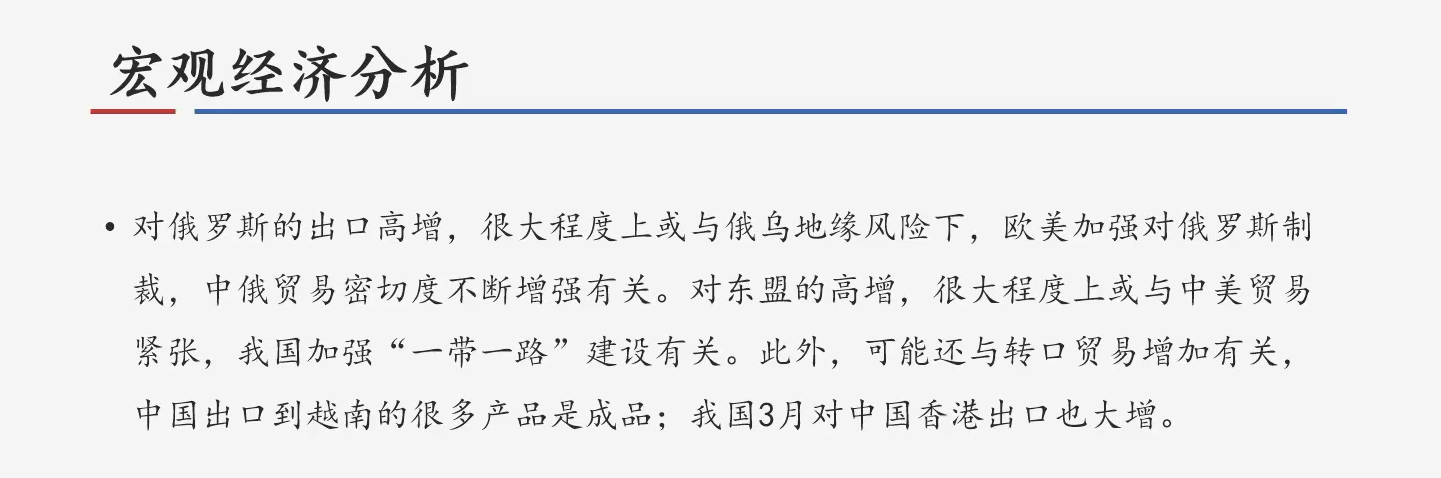 宏观经济分析
• 对俄罗斯的出口高增，很大程度上或与俄乌地缘风险下，欧美加强对俄罗斯制
裁，中俄贸易密切度不断增强有关。对东盟的高增，很大程度上或与中美贸易
紧张，我国加强“一带一路”建设有关。此外，可能还与转口贸易增加有关，
中国出口到越南的很多产品是成品；我国3月对中国香港出口也大增。